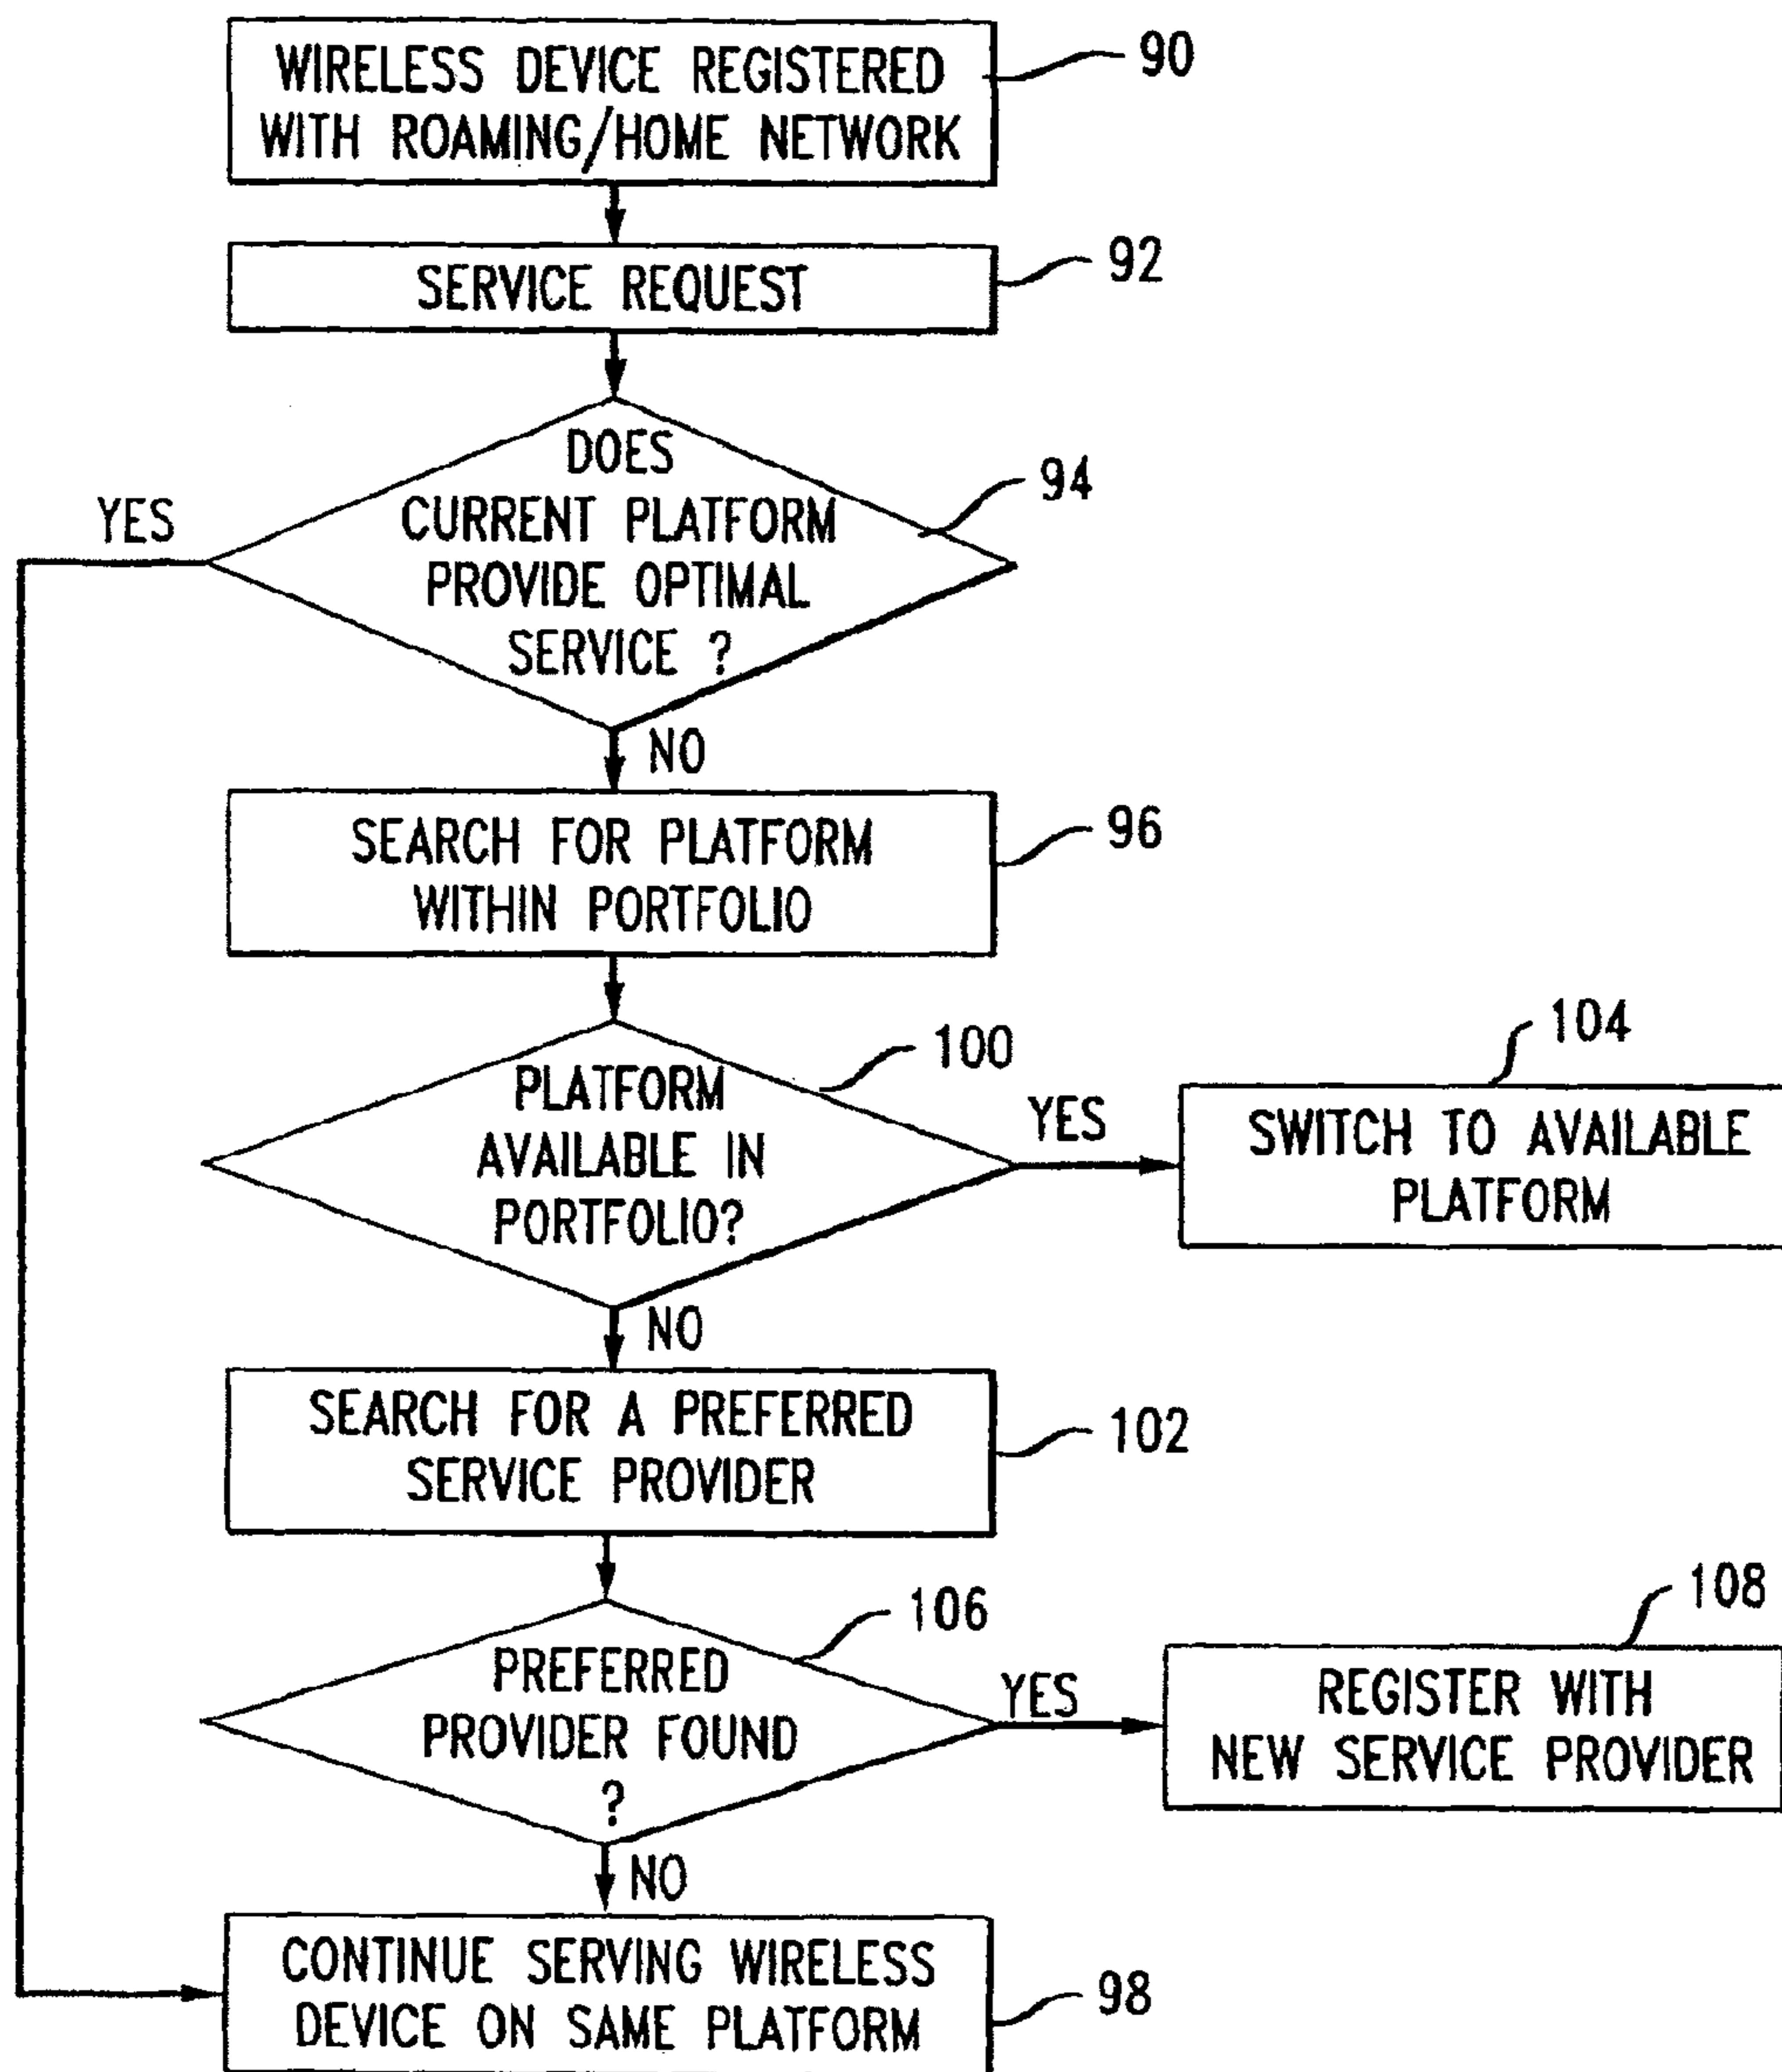 WIRELESS DEVICE REGISTERED
WITH ROAMING/HOME NETWORK
90
SERVICE REQUEST
92
DOES
CURRENT PLATFORM
PROVIDE OPTIMAL
SERVICE ?
94
YES
NO
SEARCH FOR PLATFORM
WITHIN PORTFOLIO
96
PLATFORM
AVAILABLE IN
PORTFOLIO?
100
YES
SWITCH TO AVAILABLE
PLATFORM
104
NO
SEARCH FOR A PREFERRED
SERVICE PROVIDER
102
PREFERRED
PROVIDER FOUND
?
106
YES
REGISTER WITH
NEW SERVICE PROVIDER
108
NO
CONTINUE SERVING WIRELESS
DEVICE ON SAME PLATFORM
98